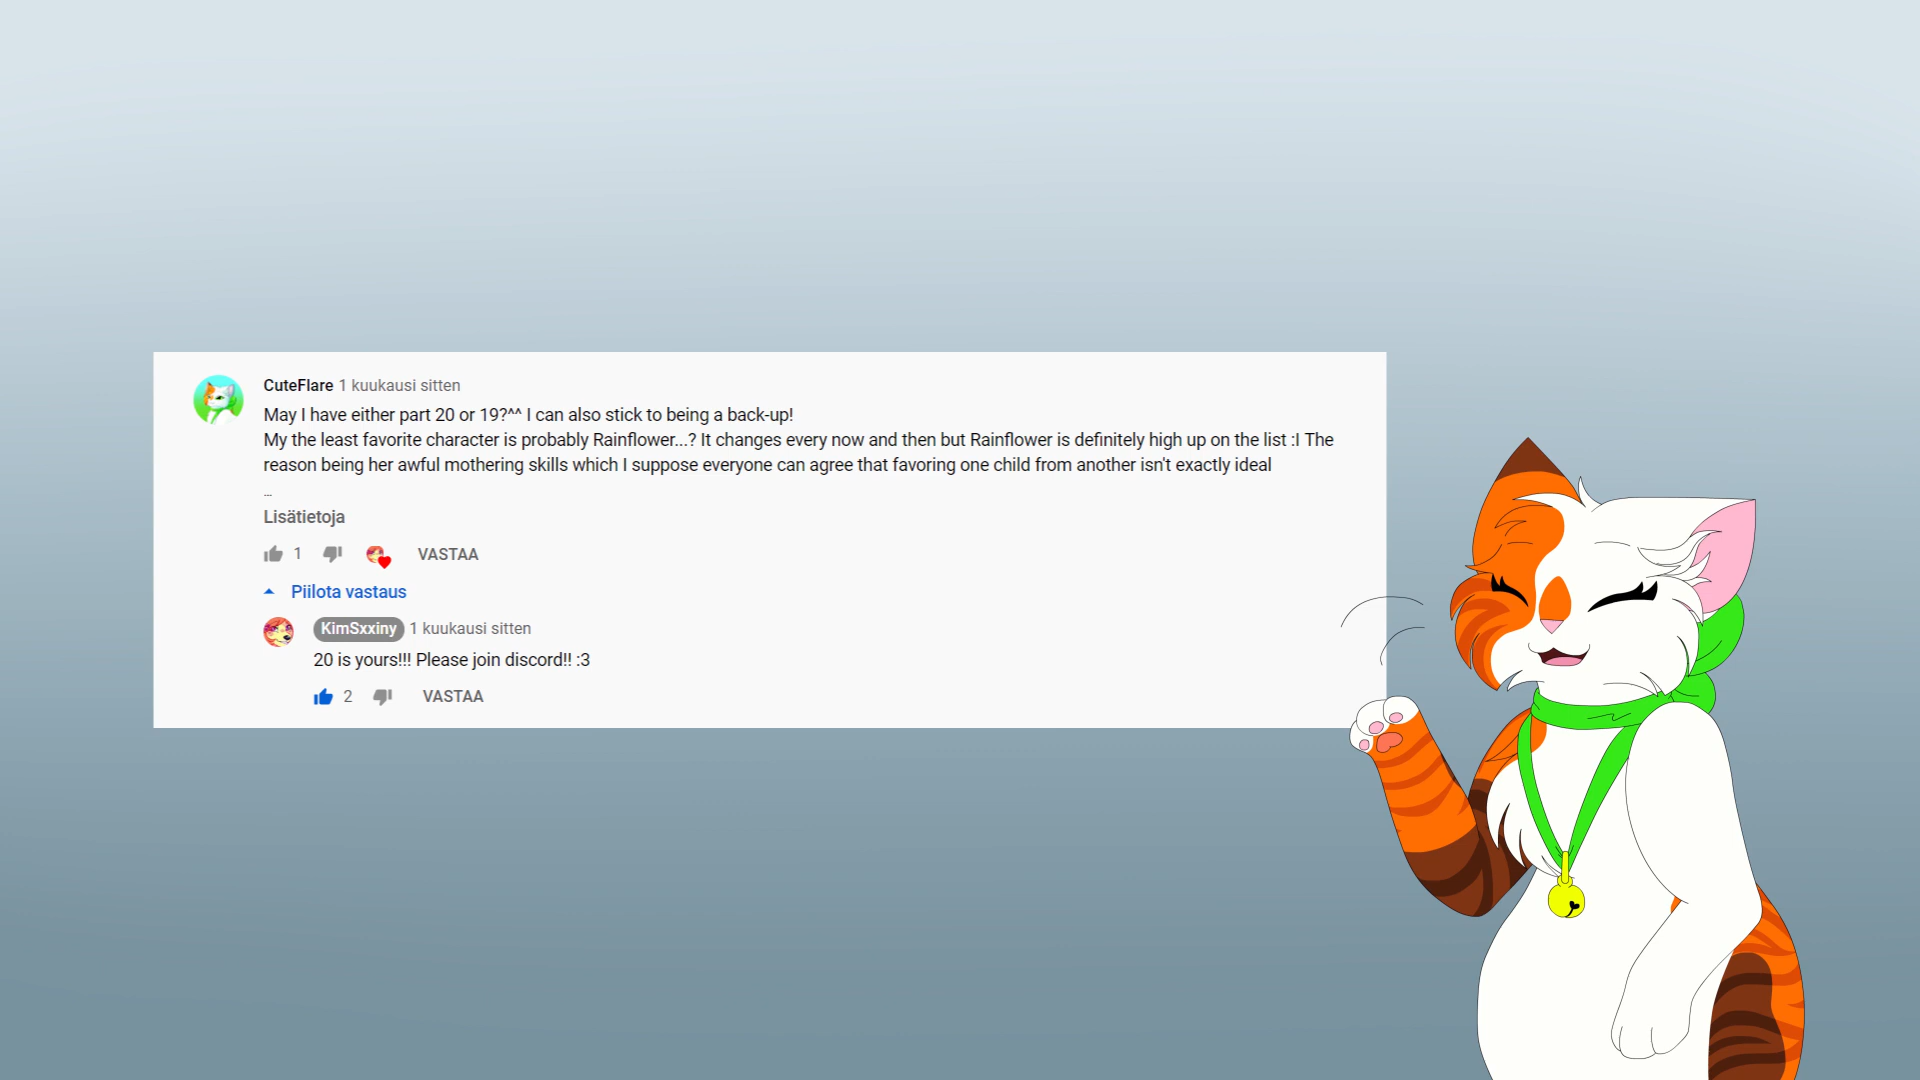 CuteFlare 1 kuukausi sitten
May I have either part 20 or 19?^^ I can also stick to being a back-up!
My the least favorite character is probably Rainflower...? It changes every now and then but Rainflower is definitely high up on the list :l The
reason being her awful mothering skills which I suppose everyone can agree that favoring one child from another isn't exactly ideal
...
Lisätietoja
1 VASTAA
Piilota vastaus
KimSxxiny 1 kuukausi sitten
20 is yours!!! Please join discord!! :3
2 VASTAA